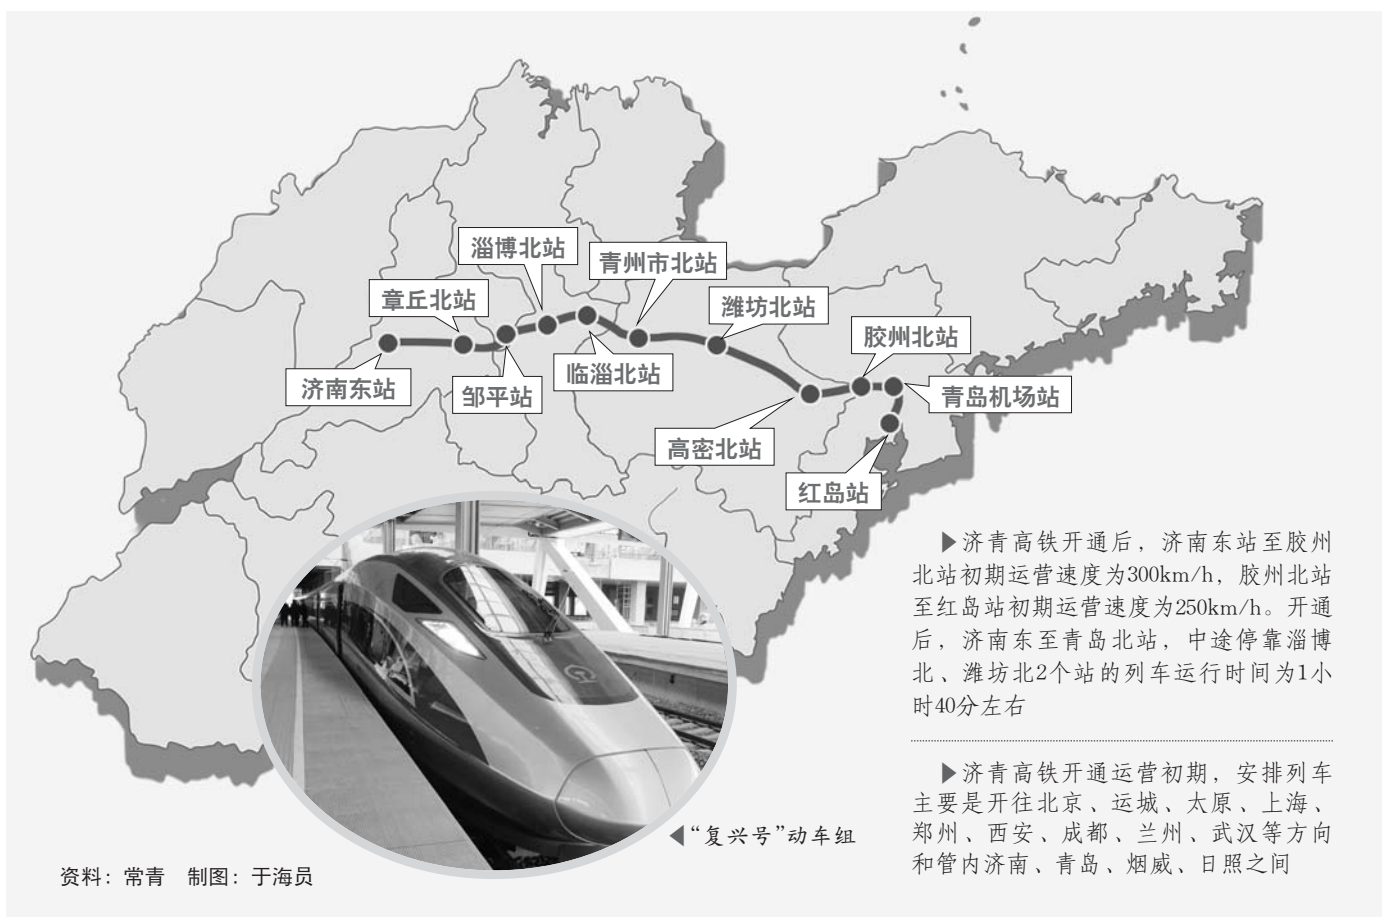 淄博北站
青州市北站
章丘北站
潍坊北站
胶州北站
济南东站
邹平站
临淄北站
青岛机场站
高密北站
红岛站
▶济青高铁开通后，济南东站至胶州
北站初期运营速度为300km/h，胶州北站
至红岛站初期运营速度为250km/h。开通
后，济南东至青岛北站，中途停靠淄博
北、潍坊北2个站的列车运行时间为1小
时40分左右
▶济青高铁开通运营初期，安排列车
主要是开往北京、运城、太原、上海、
郑州、西安、成都、兰州、武汉等方向
和管内济南、青岛、烟威、日照之间
◀“复兴号”动车组
资料：常青　制图：于海员